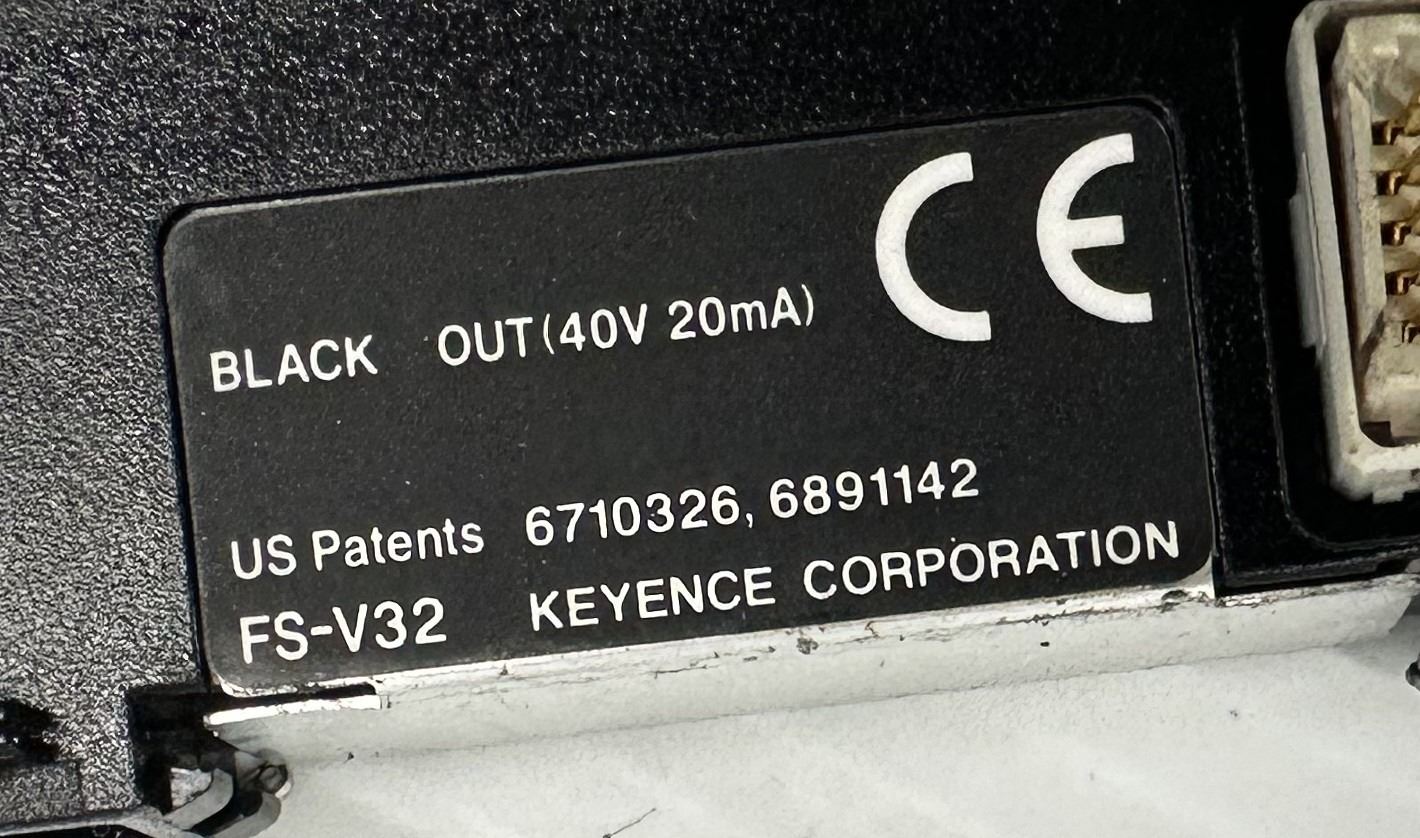 CE
BLACK OUT(40V 20mA)
US Patents 6710326, 6891142
FS-V32 KEYENCE CORPORATION